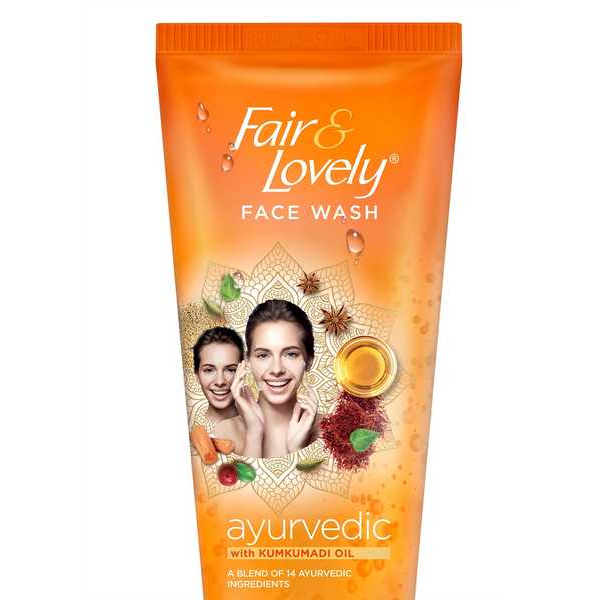 Fair &
Lovely®
FACE WASH
ayurvedic
with KUMKUMADI OIL
A BLEND OF 14 AYURVEDIC
INGREDIENTS